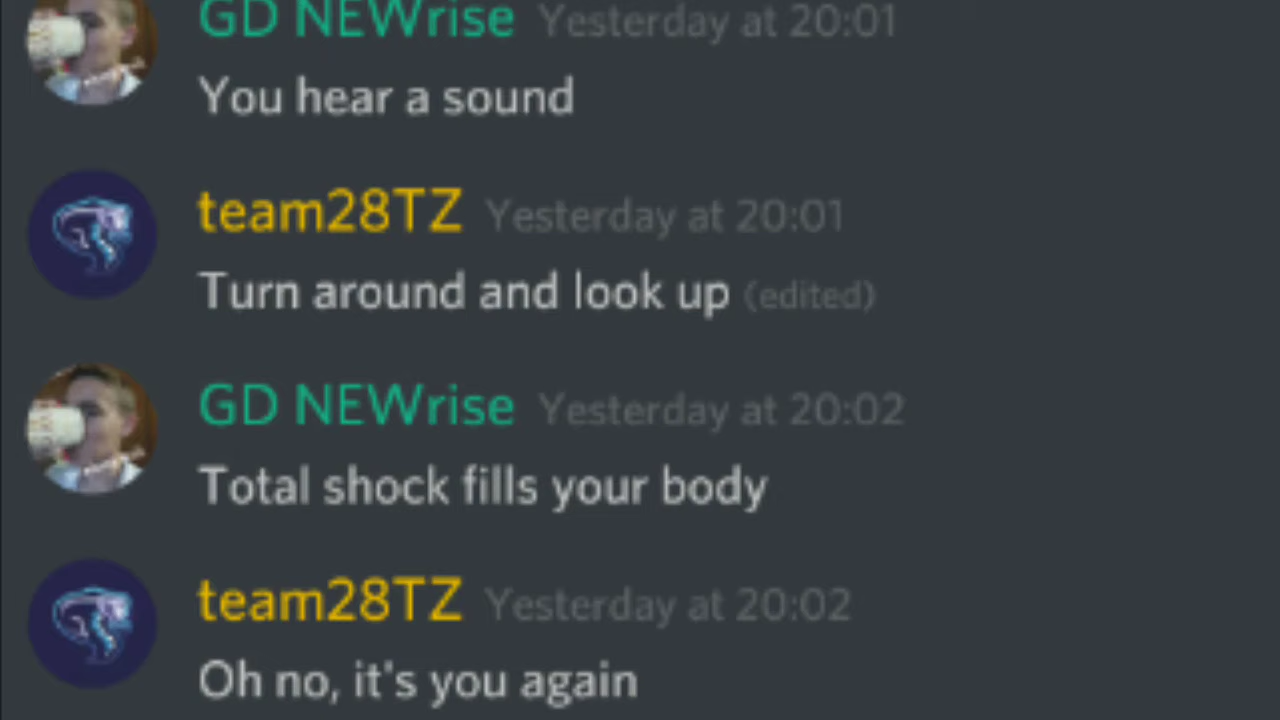 GD NEWrise Yesterday at 20:01
You hear a sound
team28TZ Yesterday at 20:01
Turn around and look up (edited)
GD NEWrise Yesterday at 20:02
Total shock fills your body
team28TZ Yesterday at 20:02
Oh no, it's you again